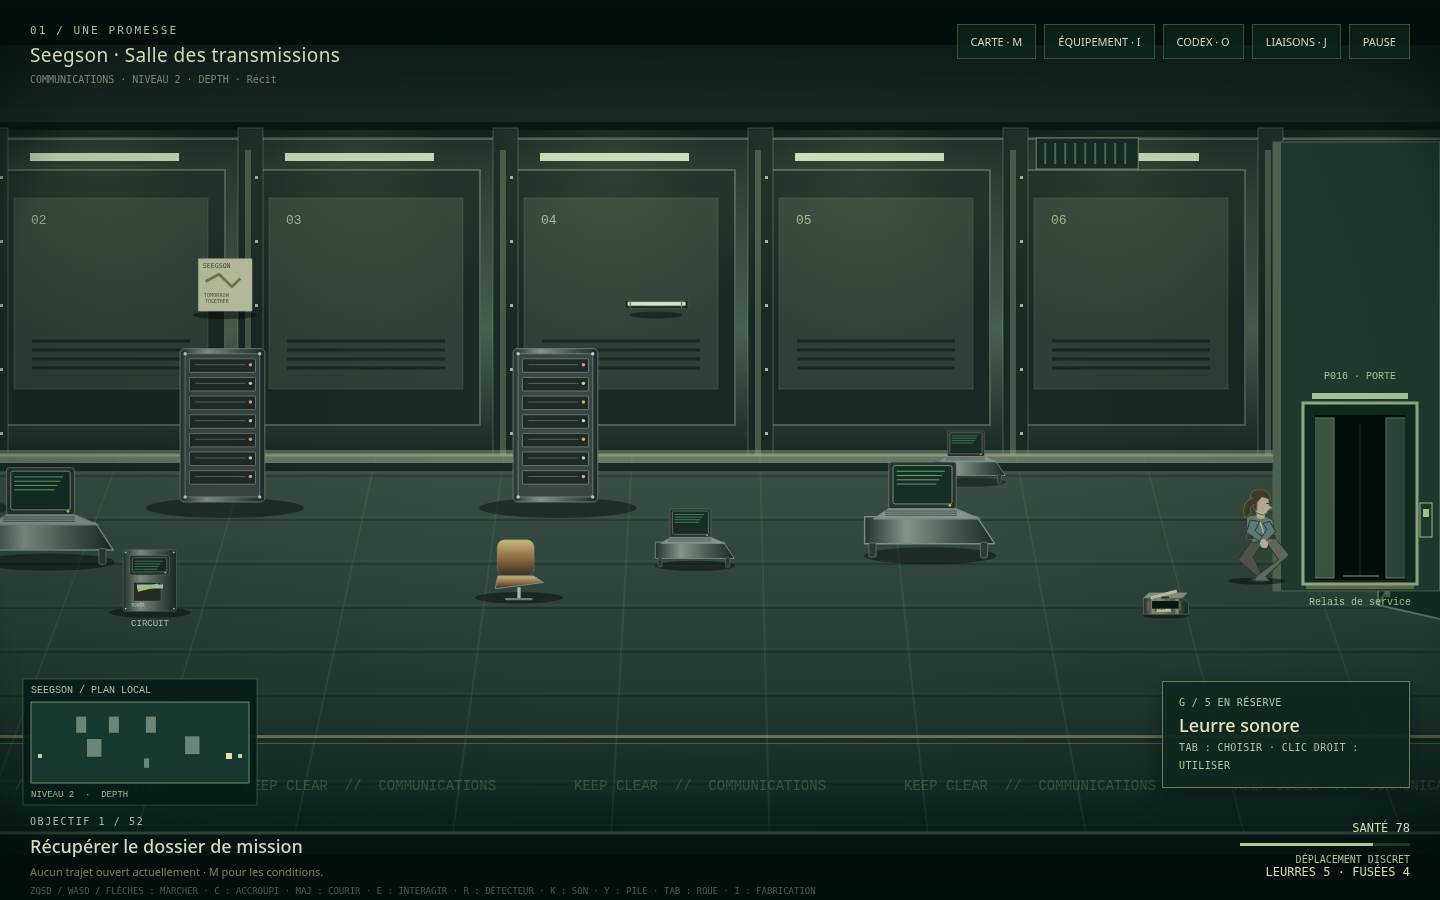 01 / UNE PROMESSE
Seegson · Salle des transmissions
COMMUNICATIONS · NIVEAU 2 · DEPTH · Récit
CARTE · M
ÉQUIPEMENT · I
CODEX · O
LIAISONS · J
PAUSE
02
03
04
05
06
SEEGSON
TOMORROW
TOGETHER
P016 · PORTE
Relais de service
CIRCUIT
SEEGSON / PLAN LOCAL
NIVEAU 2 · DEPTH
KEEP CLEAR // COMMUNICATIONS
KEEP CLEAR // COMMUNICATIONS
KEEP CLEAR // COMMUNICATIONS
G / 5 EN RÉSERVE
Leurre sonore
TAB : CHOISIR · CLIC DROIT :
UTILISER
OBJECTIF 1 / 52
Récupérer le dossier de mission
Aucun trajet ouvert actuellement · M pour les conines.
ZQSD / WASD / FLÈCHES : MARCHER · C : ACCROUPI · MAJ : COURIR · E : INTERAGIR · R : DÉTECTEUR · K : SON · Y : PILE · TAB : ROUE · I : FABRICATION
SANTÉ 78
DÉPLACEMENT DISCRET
LEURRES 5 · FUSÉES 4